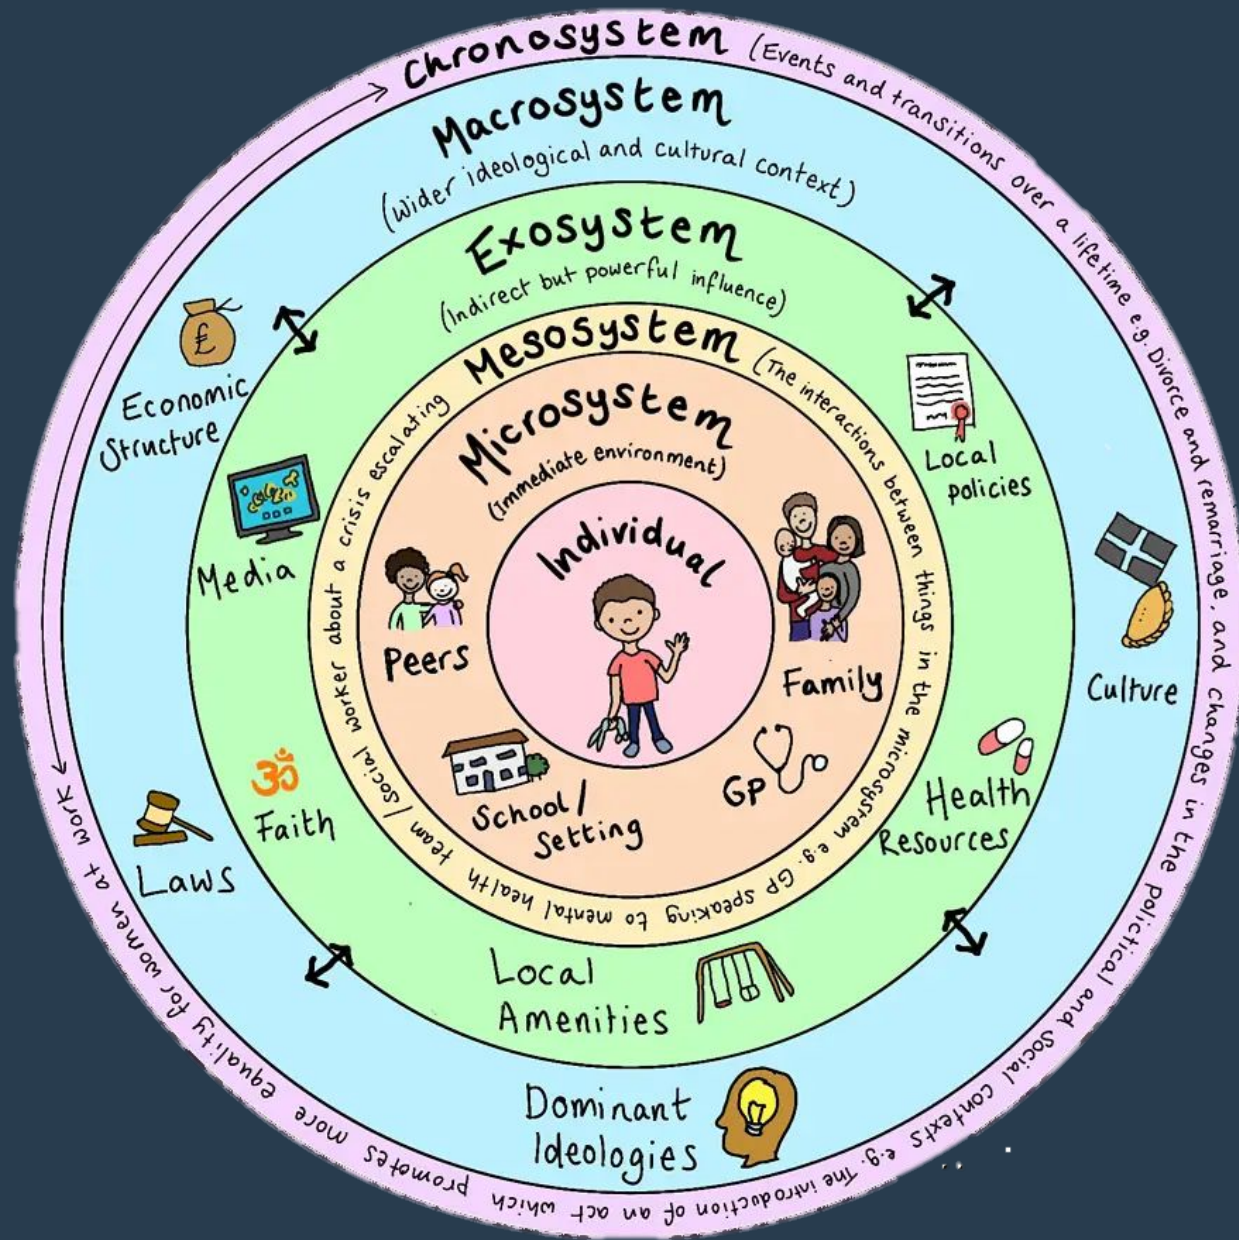 Chronosystem (Events and transitions over a lifetime e.g. Divorce and remarriage, and changes in the polictical and social contexts e.g. The introduction of an act which promotes more equality for women at work
Macrosystem
(Wider ideological and cultural context)
Exosystem
(Indirect but powerful influence)
Mesosystem (The interactions between things in the microsystem e.g. GP speaking to mental health team / social worker about a crisis escalating
Microsystem
(Immediate environment)
Individual
£
Economic
Structure
Media
Local
policies
Peers
Family
Culture
School /
Setting
GP
ॐ
Faith
Health
Resources
Laws
Local
Amenities
Dominant
Ideologies